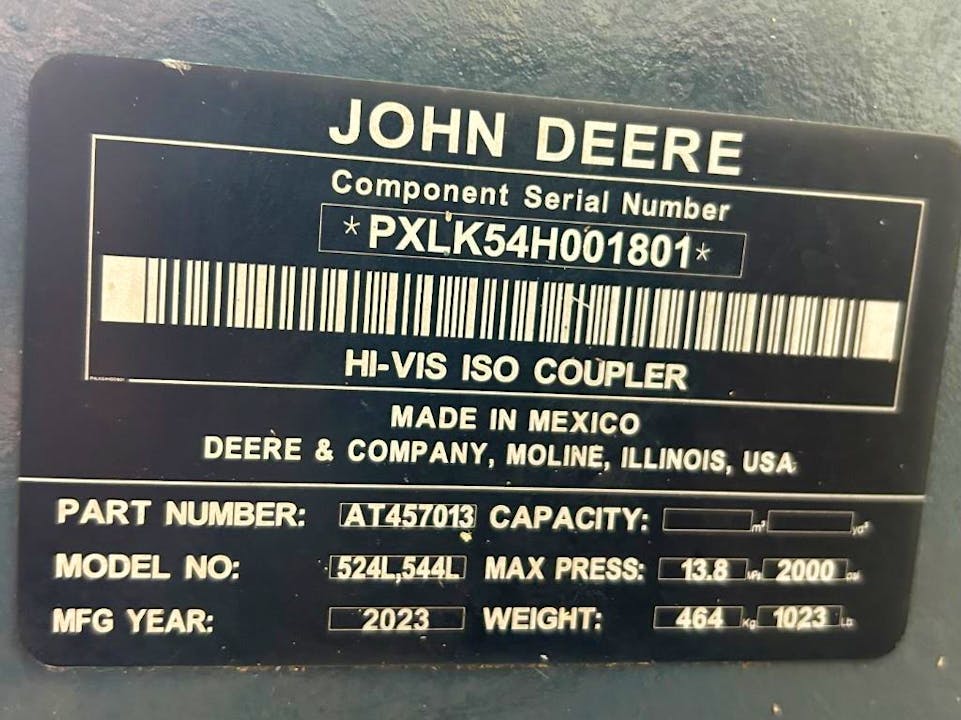 JOHN DEERE
Component Serial Number
*PXLK54H001801*
HI-VIS ISO COUPLER
MADE IN MEXICO
DEERE & COMPANY, MOLINE, ILLINOIS, USA
PART NUMBER: AT457013 CAPACITY: m³ yd³
MODEL NO: 524L,544L MAX PRESS: 13.8 2000
MFG YEAR: 2023 WEIGHT: 464 Kg 1023 Lb